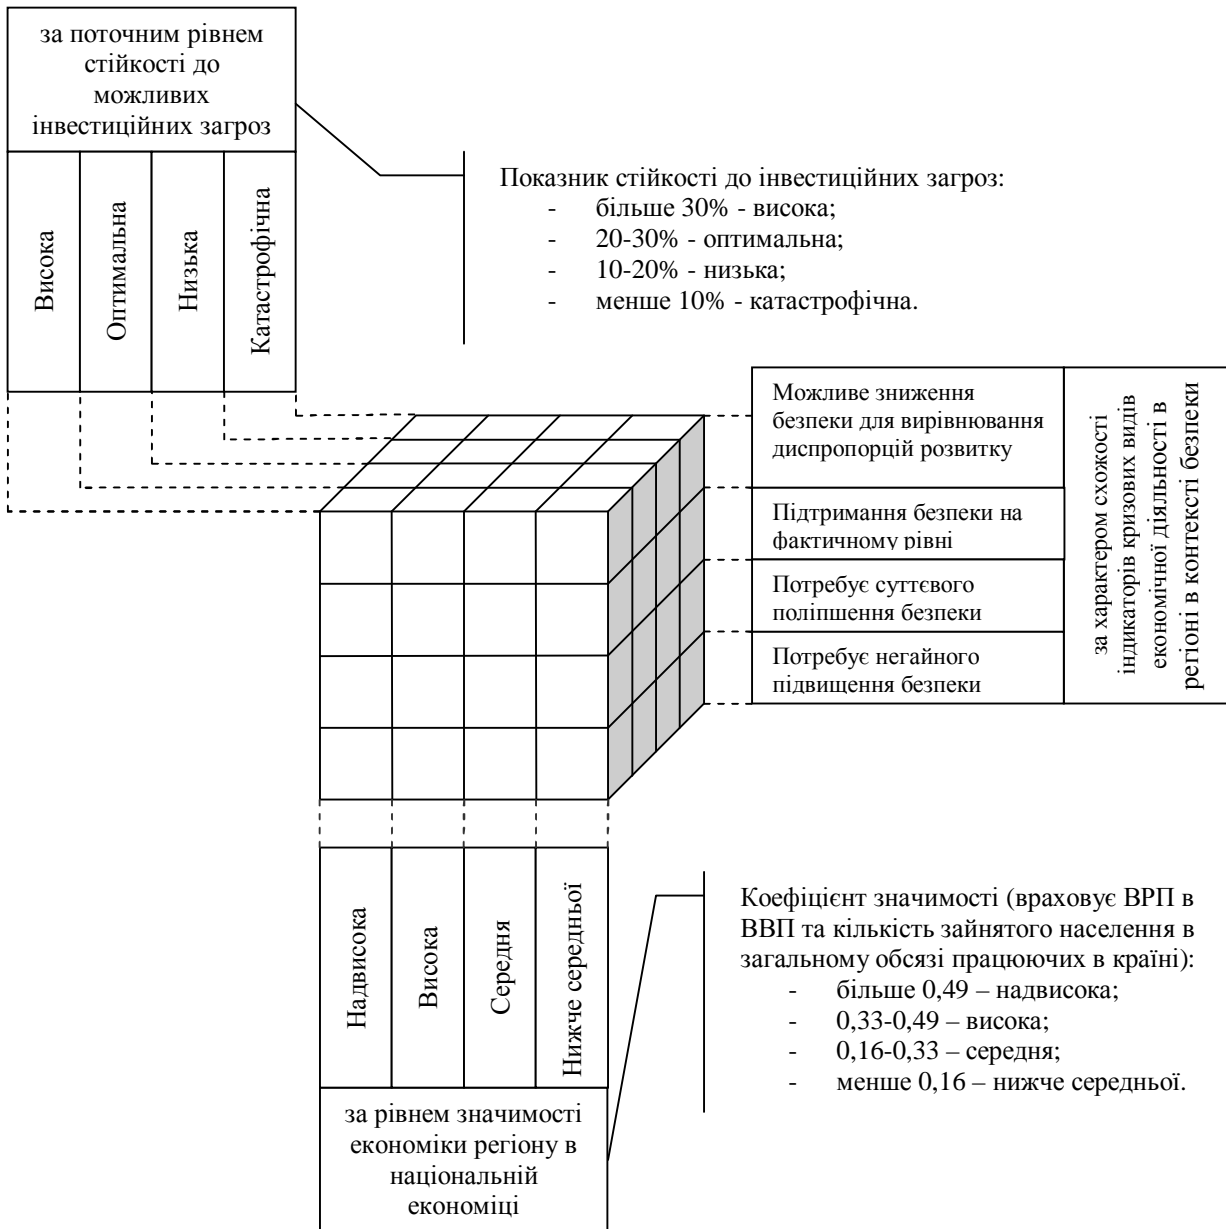 за поточним рівнем
стійкості до
можливих
інвестиційних загроз
Висока
Оптимальна
Низька
Катастрофічна
Показник стійкості до інвестиційних загроз:
- більше 30% - висока;
- 20-30% - оптимальна;
- 10-20% - низька;
- менше 10% - катастрофічна.
Можливе зниження
безпеки для вирівнювання
диспропорцій розвитку
Підтримання безпеки на
фактичному рівні
Потребує суттєвого
поліпшення безпеки
Потребує негайного
підвищення безпеки
за характером схожості
індикаторів кризових видів
економічної діяльності в
регіоні в контексті безпеки
Надвисока
Висока
Середня
Нижче середньої
за рівнем значимості
економіки регіону в
національній
економіці
Коефіцієнт значимості (враховує ВРП в
ВВП та кількість зайнятого населення в
загальному обсязі працюючих в країні):
- більше 0,49 – надвисока;
- 0,33-0,49 – висока;
- 0,16-0,33 – середня;
- менше 0,16 – нижче середньої.